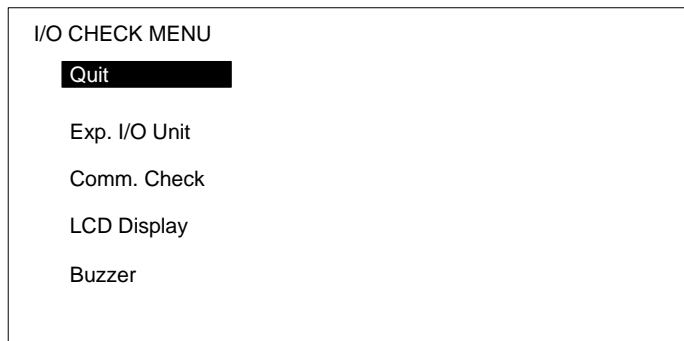 I/O CHECK MENU
Quit
Exp. I/O Unit
Comm. Check
LCD Display
Buzzer